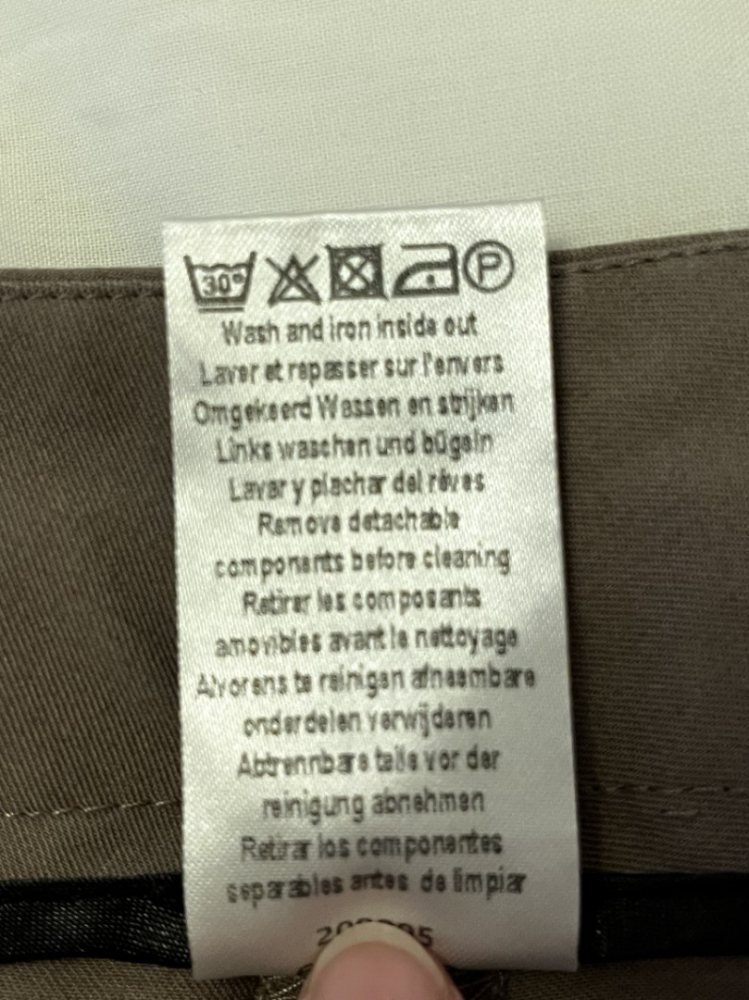 30°
P
Wash and iron inside out
Laver et repasser sur l'envers
Omgekeerd Wassen en strijken
Links waschen und bügeln
Lavar y plachar del réves
Remove detachable
components before cleaning
Retirer les composants
amovibles avant le nettoyage
Alvorens te reinigen afneembare
onderdelen verwijderen
Abtrennbare teile vor der
reinigung abnehmen
Retirar los componentes
separables antes de limpiar